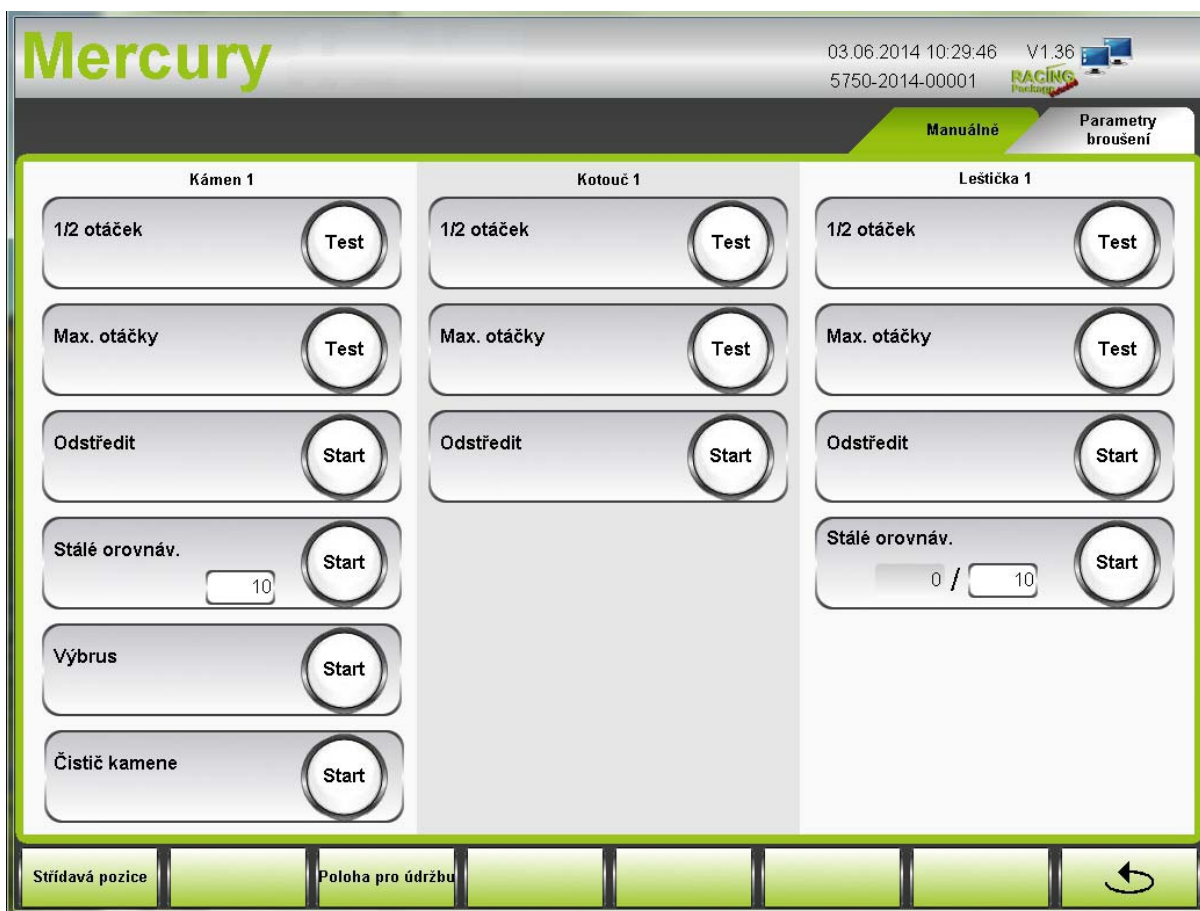 Mercury
03.06.2014 10:29:46 V1.36
5750-2014-00001
RACING
Manuálně
Parametry
broušení
Kámen 1
1/2 otáček
Test
Max. otáčky
Test
Odstředit
Start
Stálé orovnáv.
10
Start
Výbrus
Start
Čistič kamene
Start
Kotouč 1
1/2 otáček
Test
Max. otáčky
Test
Odstředit
Start
Leštička 1
1/2 otáček
Test
Max. otáčky
Test
Odstředit
Start
Stálé orovnáv.
0 / 10
Start
Střídavá pozice
Poloha pro údržbu